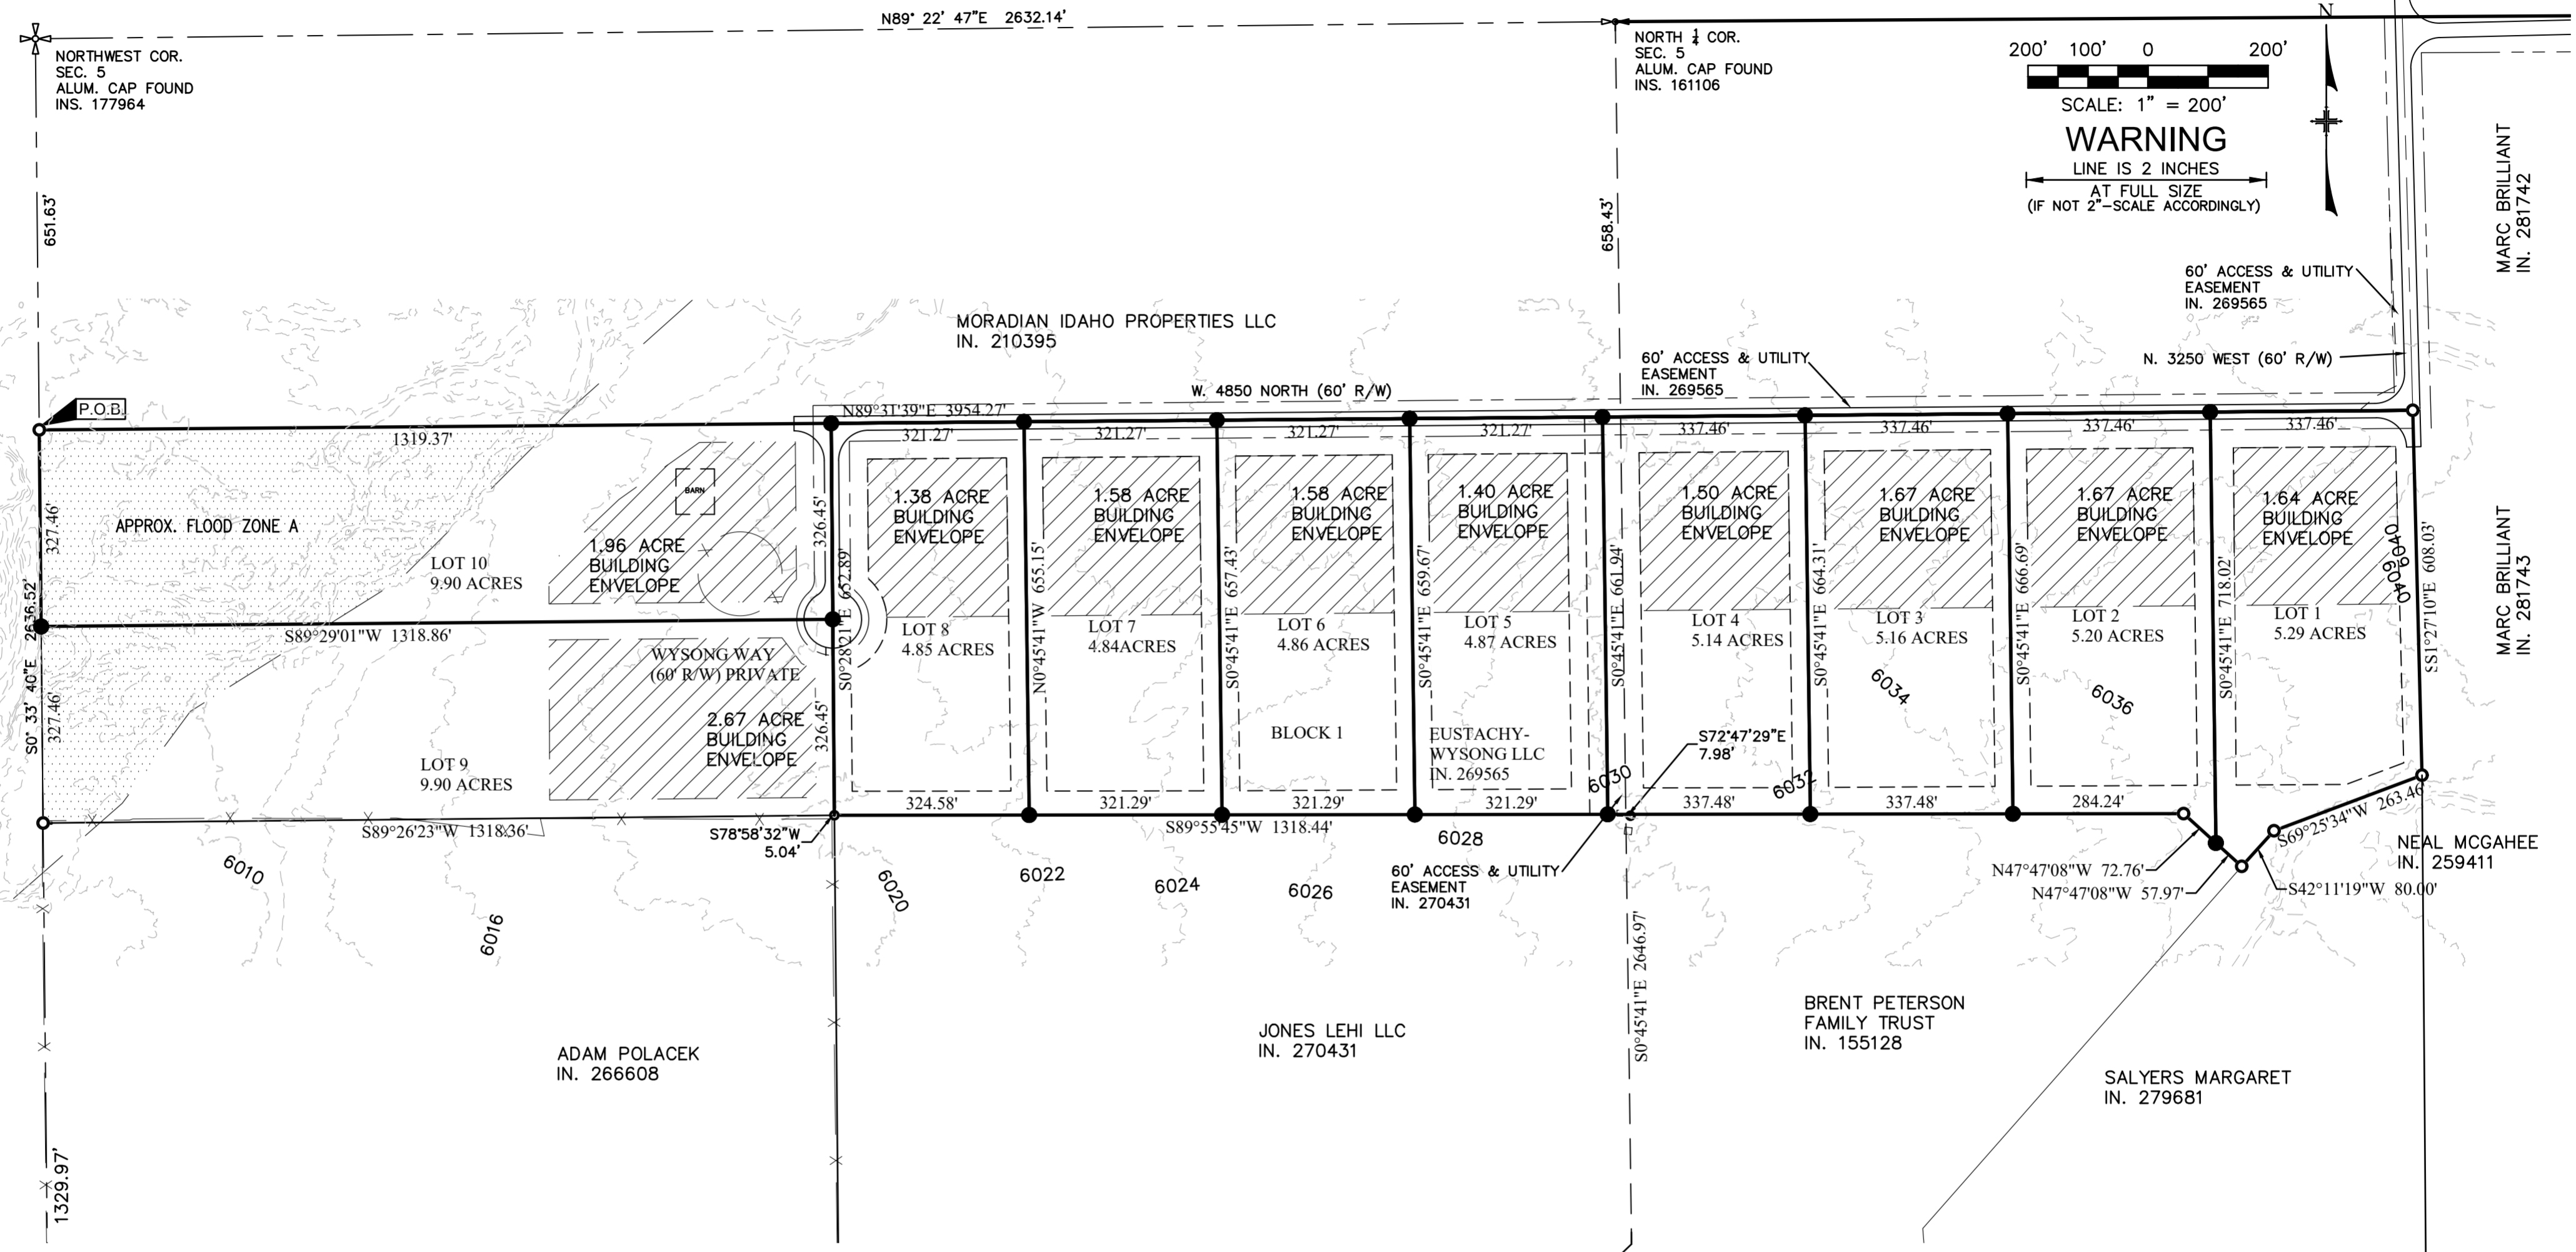 N89° 22' 47"E 2632.14'
NORTHWEST COR.
SEC. 5
ALUM. CAP FOUND
INS. 177964
NORTH ¼ COR.
SEC. 5
ALUM. CAP FOUND
INS. 161106
N
200' 100' 0 200'
SCALE: 1" = 200'
WARNING
LINE IS 2 INCHES
AT FULL SIZE
(IF NOT 2"-SCALE ACCORDINGLY)
MARC BRILLIANT
IN. 281742
651.63'
658.43'
60' ACCESS & UTILITY
EASEMENT
IN. 269565
MORADIAN IDAHO PROPERTIES LLC
IN. 210395
60' ACCESS & UTILITY
EASEMENT
IN. 269565
N. 3250 WEST (60' R/W)
W. 4850 NORTH (60' R/W)
P.O.B.
N89°31'39"E 3954.27'
1319.37'
321.27'
321.27'
321.27'
321.27'
337.46'
337.46'
337.46'
337.46'
BARN
APPROX. FLOOD ZONE A
327.46'
LOT 10
9.90 ACRES
1.96 ACRE
BUILDING
ENVELOPE
326.45'
1.38 ACRE
BUILDING
ENVELOPE
1.58 ACRE
BUILDING
ENVELOPE
1.58 ACRE
BUILDING
ENVELOPE
1.40 ACRE
BUILDING
ENVELOPE
1.50 ACRE
BUILDING
ENVELOPE
1.67 ACRE
BUILDING
ENVELOPE
1.67 ACRE
BUILDING
ENVELOPE
1.64 ACRE
BUILDING
ENVELOPE
6040
6040
MARC BRILLIANT
IN. 281743
S0° 33' 40"E 2636.52'
S0°28'21"E 652.89'
N0°45'41"W 655.15'
S0°45'41"E 657.43'
S0°45'41"E 659.67'
S0°45'41"E 661.94'
S0°45'41"E 664.31'
S0°45'41"E 666.69'
S0°45'41"E 718.02'
SS1°27'10"E 608.03'
S89°29'01"W 1318.86'
WYSONG WAY
(60' R/W) PRIVATE
LOT 8
4.85 ACRES
LOT 7
4.84ACRES
LOT 6
4.86 ACRES
LOT 5
4.87 ACRES
LOT 4
5.14 ACRES
LOT 3
5.16 ACRES
LOT 2
5.20 ACRES
LOT 1
5.29 ACRES
6034
6036
327.46'
326.45'
2.67 ACRE
BUILDING
ENVELOPE
LOT 9
9.90 ACRES
BLOCK 1
EUSTACHY-
WYSONG LLC
IN. 269565
S72°47'29"E
7.98'
6030
6032
324.58'
321.29'
321.29'
321.29'
337.48'
337.48'
284.24'
S89°26'23"W 1318.36'
S78°58'32"W
5.04'
S89°55'45"W 1318.44'
S69°25'34"W 263.46'
NEAL MCGAHEE
IN. 259411
6010
6016
6020
6022
6024
6026
6028
60' ACCESS & UTILITY
EASEMENT
IN. 270431
N47°47'08"W 72.76'
N47°47'08"W 57.97'
S42°11'19"W 80.00'
S0°45'41"E 2646.97'
ADAM POLACEK
IN. 266608
JONES LEHI LLC
IN. 270431
BRENT PETERSON
FAMILY TRUST
IN. 155128
SALYERS MARGARET
IN. 279681
1329.97'